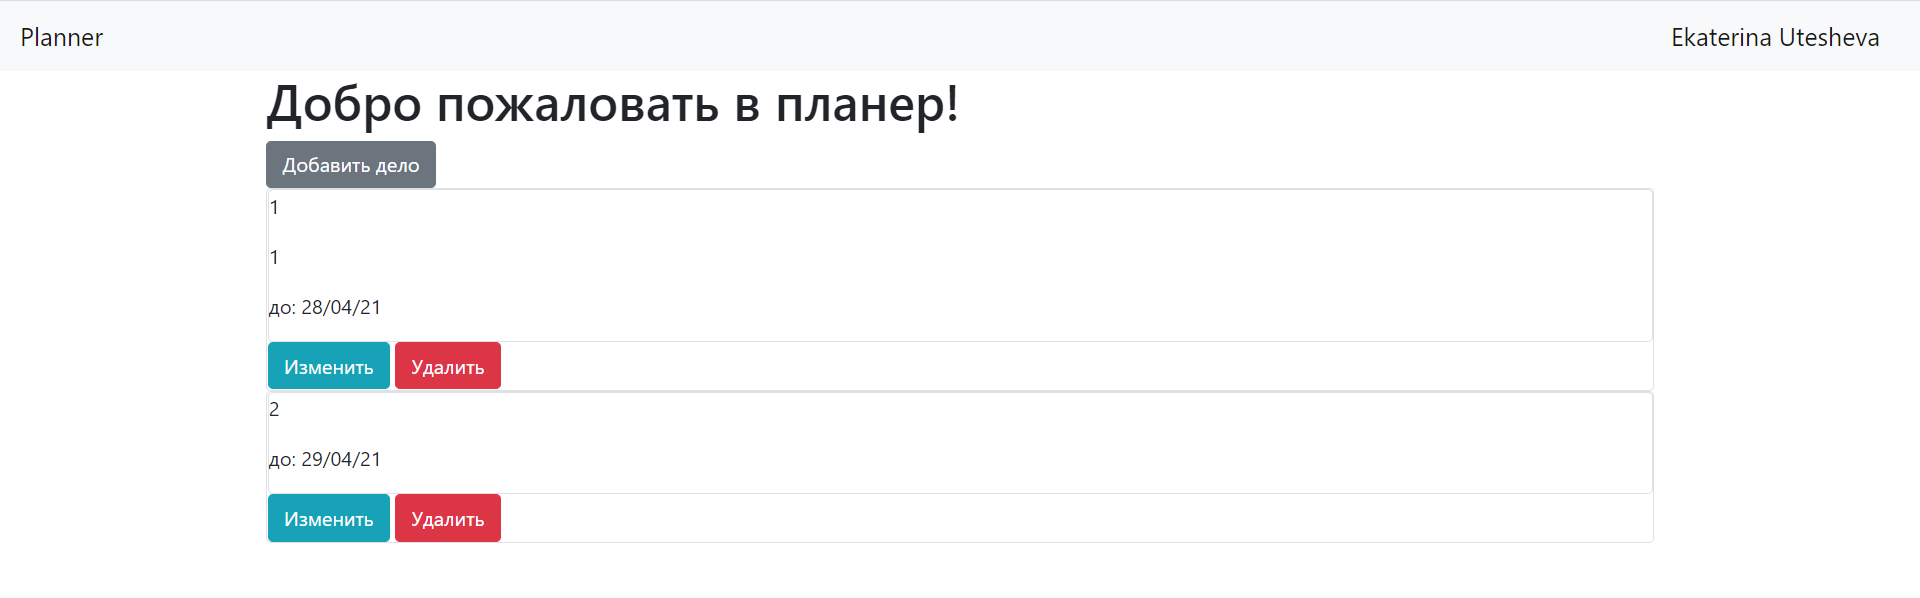 Planner
Ekaterina Utesheva
Добро пожаловать в планер!
Добавить дело
1
1
до: 28/04/21
Изменить Удалить
2
до: 29/04/21
Изменить Удалить